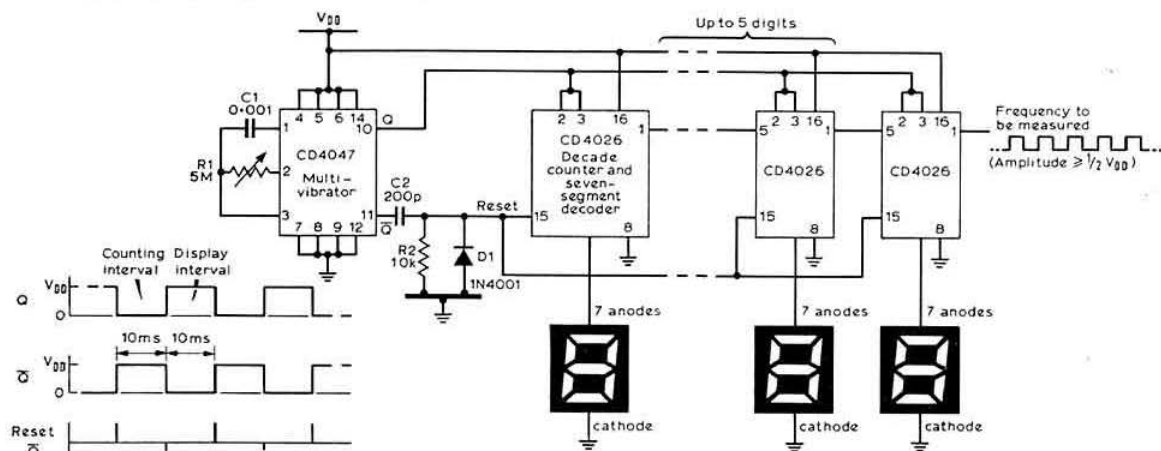 VDD
Up to 5 digits
C1
0·001
4 5 6 14
1
10
Q
CD4047
Multi-
vibrator
R1
5M
2
3
11
Q̅
7 8 9 12
C2
200p
R2
10k
D1
1N4001
Reset
2 3 16
1
CD4026
Decade
counter and
seven-
segment
decoder
15
8
2 3 16
5
1
CD4026
15
8
2 3 16
5
1
CD4026
15
8
Frequency to
be measured
(Amplitude ≥ ½ VDD)
7 anodes
7 anodes
7 anodes
cathode
cathode
cathode
Counting
interval
Display
interval
Q
VDD
0
10ms
10ms
Q̅
VDD
0
Reset